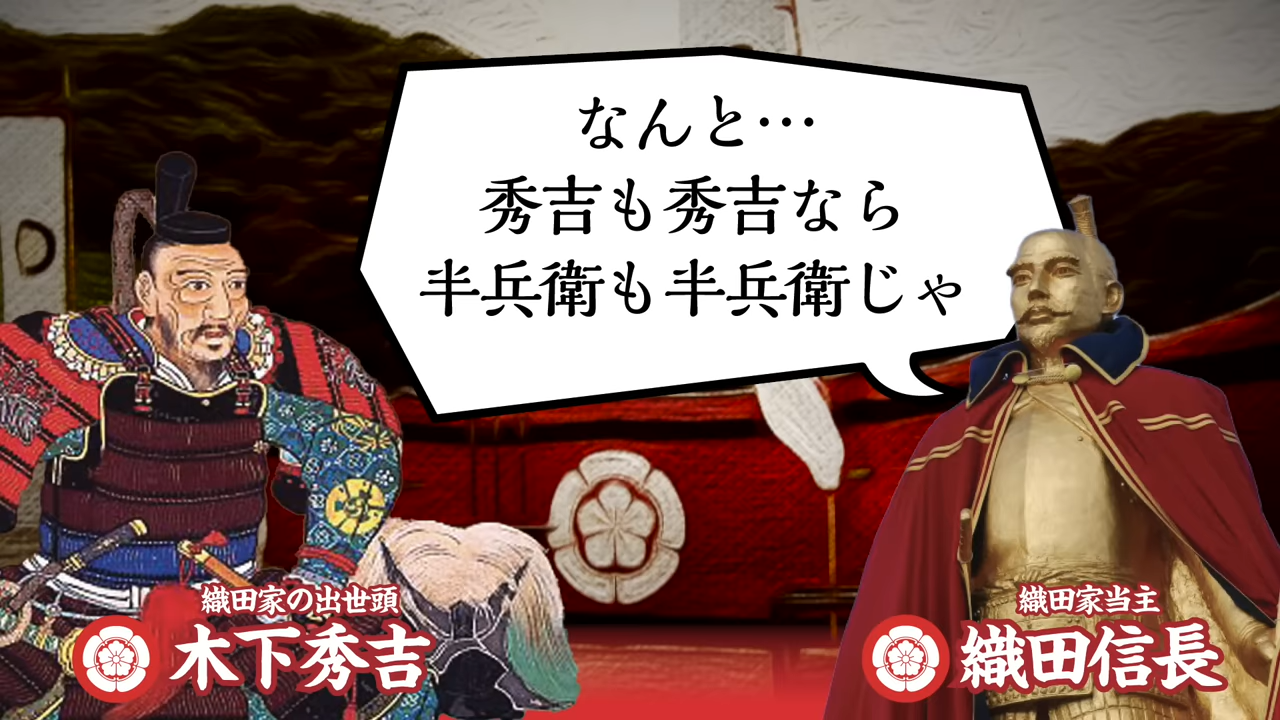 なんと…
秀吉も秀吉なら
半兵衛も半兵衛じゃ
織田家の出世頭
木下秀吉
織田家当主
織田信長